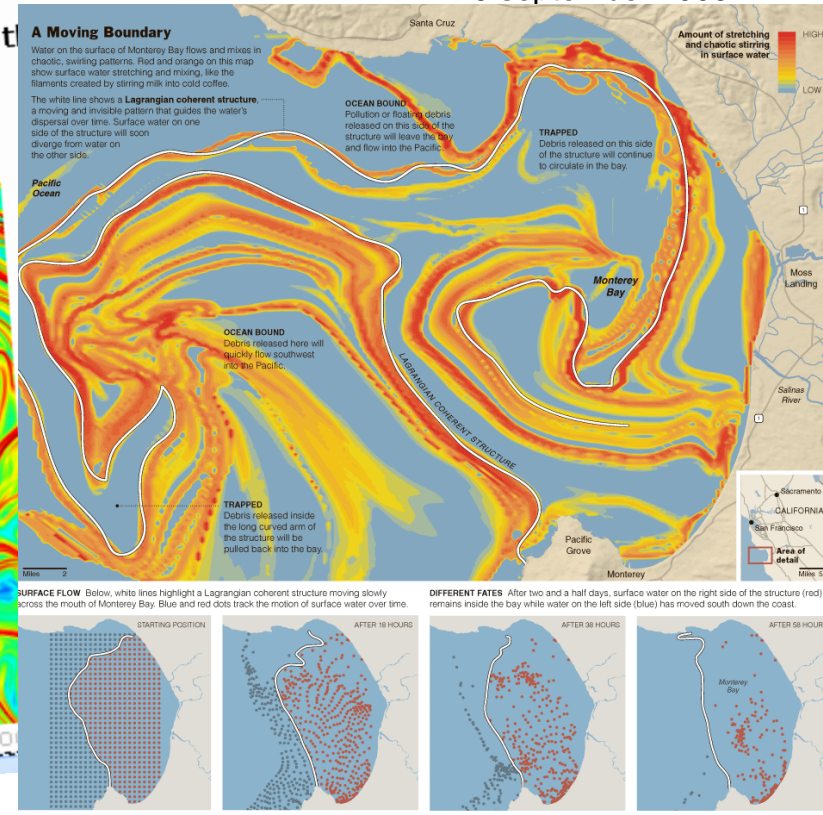 A Moving Boundary
Water on the surface of Monterey Bay flows and mixes in
chaotic, swirling patterns. Red and orange on this map
show surface water stretching and mixing, like the
filaments created by stirring milk into cold coffee.
The white line shows a Lagrangian coherent structure,
a moving and invisible pattern that guides the water's
dispersal over time. Surface water on one
side of the structure will soon
diverge from water on
the other side.
Santa Cruz
Amount of stretching
and chaotic stirring
in surface water
HIGH
LOW
OCEAN BOUND
Pollution or floating debris
released on this side of the
structure will leave the bay
and flow into the Pacific.
TRAPPED
Debris released on this side
of the structure will continue
to circulate in the bay.
Pacific
Ocean
1
Moss
Landing
Monterey
Bay
OCEAN BOUND
Debris released here will
quickly flow southwest
into the Pacific.
LAGRANGIAN COHERENT STRUCTURE
Salinas
River
1
TRAPPED
Debris released inside
the long curved arm of
the structure will be
pulled back into the bay.
Pacific
Grove
Monterey
Miles 2
Sacramento
CALIFORNIA
San Francisco
Area of
detail
Miles 5
SURFACE FLOW Below, white lines highlight a Lagrangian coherent structure moving slowly
across the mouth of Monterey Bay. Blue and red dots track the motion of surface water over time.
DIFFERENT FATES After two and a half days, surface water on the right side of the structure (red)
remains inside the bay while water on the left side (blue) has moved south down the coast.
STARTING POSITION
AFTER 18 HOURS
AFTER 38 HOURS
AFTER 58 HOURS
Monterey
Bay